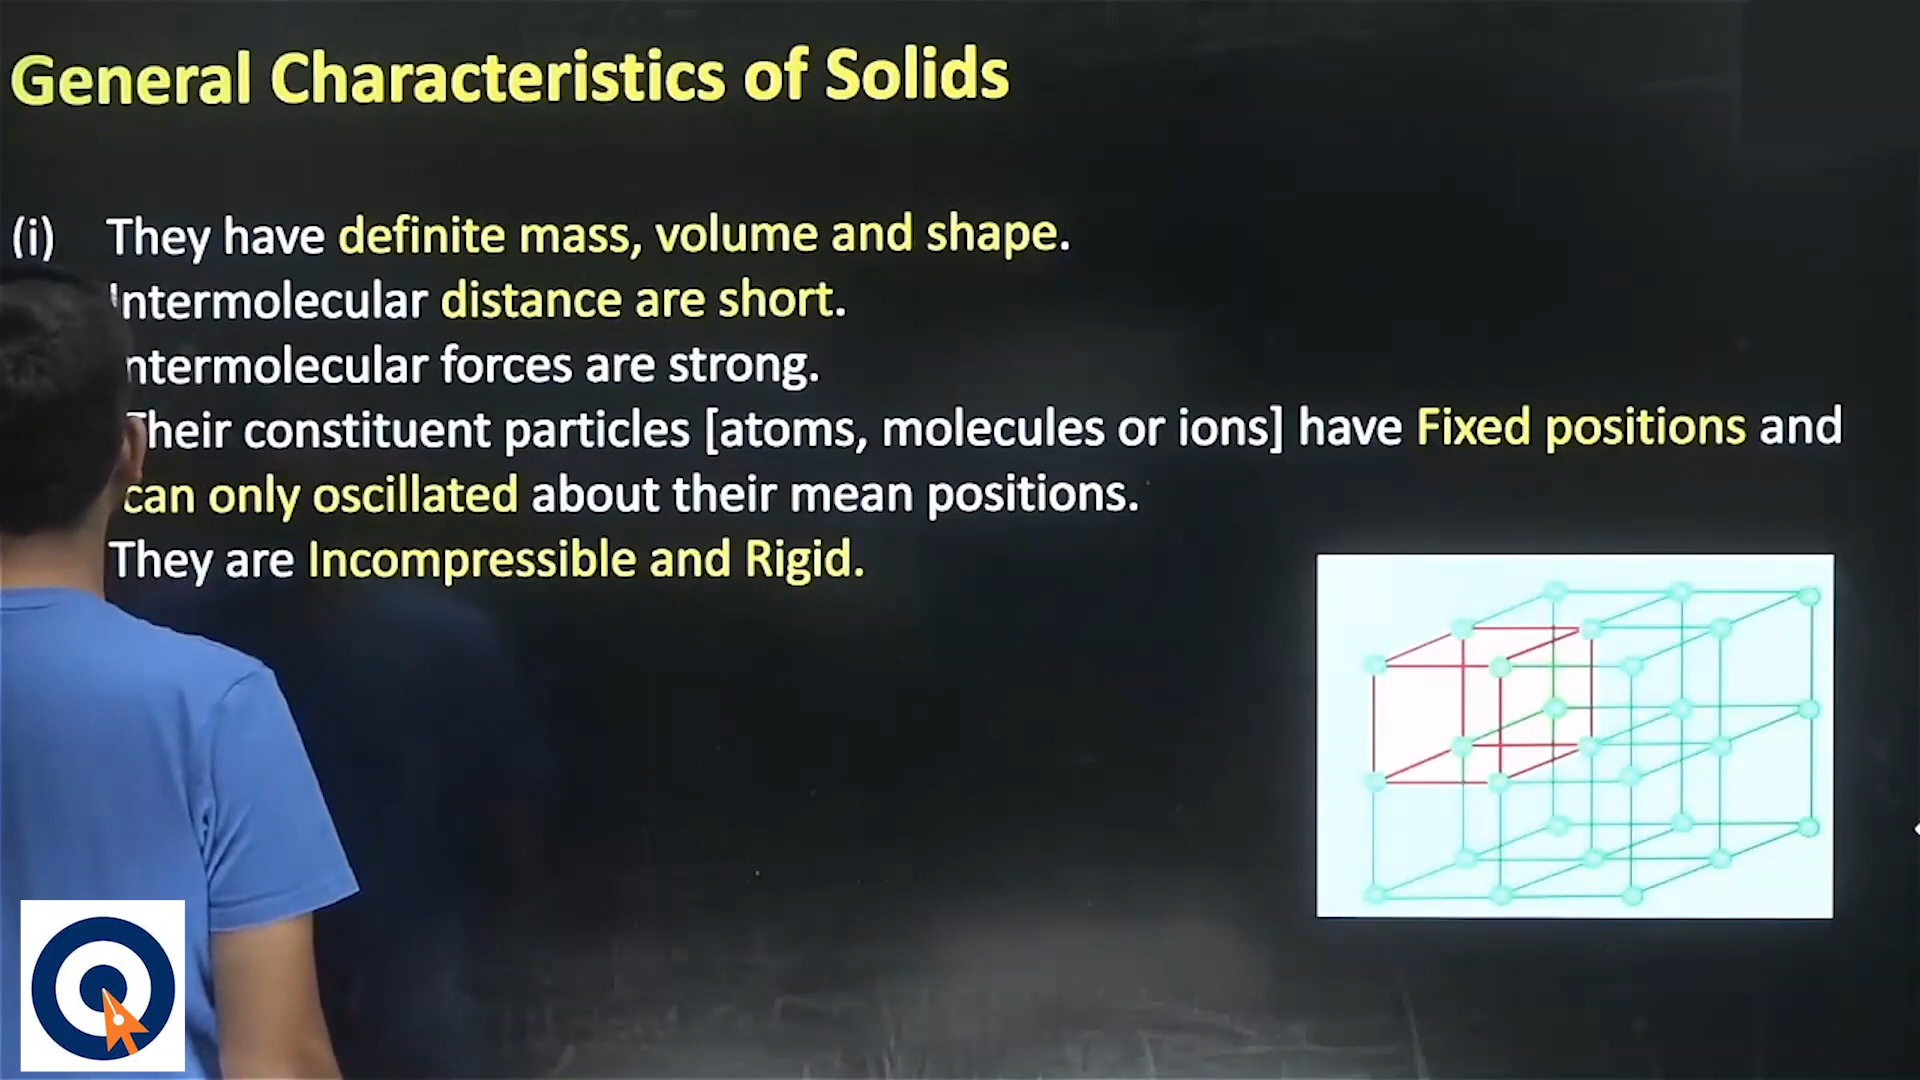 General Characteristics of Solids
(i) They have definite mass, volume and shape.
Intermolecular distance are short.
ntermolecular forces are strong.
Their constituent particles [atoms, molecules or ions] have Fixed positions and
can only oscillated about their mean positions.
They are Incompressible and Rigid.